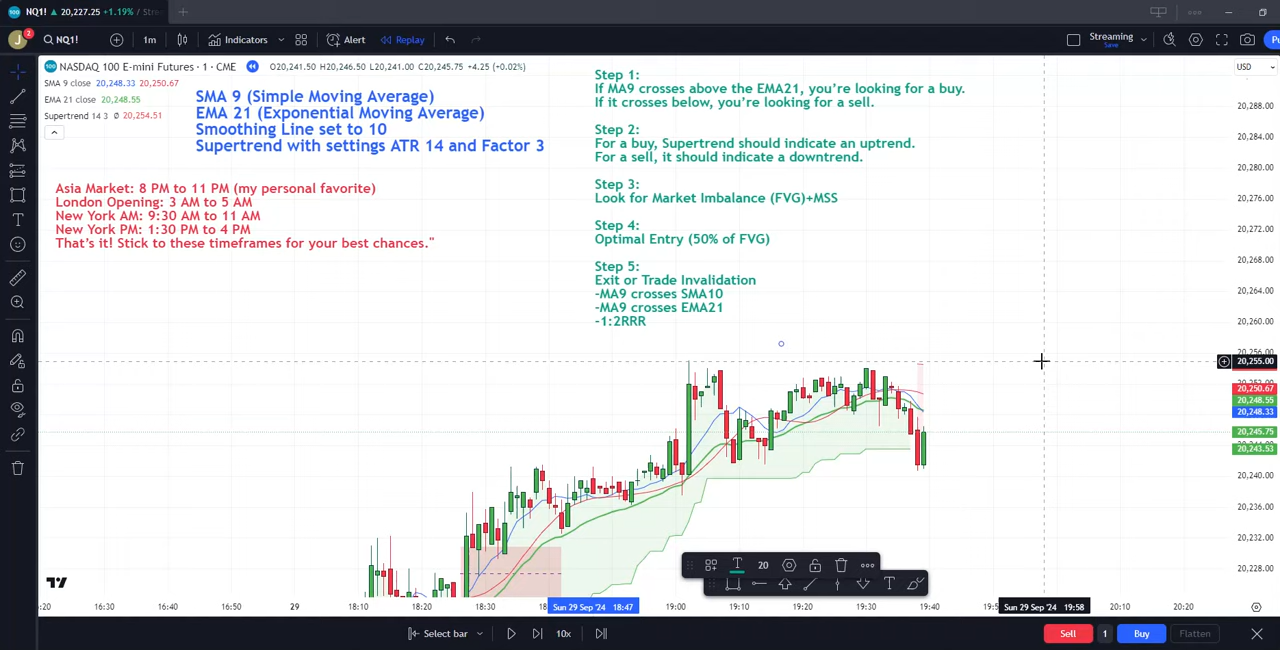 NQ1! ▲ 20,227.25 +1.19% / Stre
J 2 NQ1! 1m Indicators Alert Replay Streaming Save Pu
NASDAQ 100 E-mini Futures · 1 · CME O20,241.50 H20,246.50 L20,241.00 C20,245.75 +4.25 (+0.02%)
USD
SMA 9 close 20,248.33 20,250.67
EMA 21 close 20,248.55
Supertrend 14 3 Ø 20,254.51
SMA 9 (Simple Moving Average)
EMA 21 (Exponential Moving Average)
Smoothing Line set to 10
Supertrend with settings ATR 14 and Factor 3
Asia Market: 8 PM to 11 PM (my personal favorite)
London Opening: 3 AM to 5 AM
New York AM: 9:30 AM to 11 AM
New York PM: 1:30 PM to 4 PM
That's it! Stick to these timeframes for your best chances."
Step 1:
If MA9 crosses above the EMA21, you're looking for a buy.
If it crosses below, you're looking for a sell.
Step 2:
For a buy, Supertrend should indicate an uptrend.
For a sell, it should indicate a downtrend.
Step 3:
Look for Market Imbalance (FVG)+MSS
Step 4:
Optimal Entry (50% of FVG)
Step 5:
Exit or Trade Invalidation
-MA9 crosses SMA10
-MA9 crosses EMA21
-1:2RRR
20,288.00
20,284.00
20,280.00
20,276.00
20,272.00
20,268.00
20,264.00
20,260.00
20,255.00
20,250.67
20,248.55
20,248.33
20,245.75
20,243.53
20,240.00
20,236.00
20,232.00
20,228.00
T 20
T
:20 16:30 16:40 16:50 29 18:10 18:20 18:30 Sun 29 Sep '24 18:47 19:00 19:10 19:20 19:30 19:40 Sun 29 Sep '24 19:58 20:10 20:20
Select bar 10x Sell 1 Buy Flatten